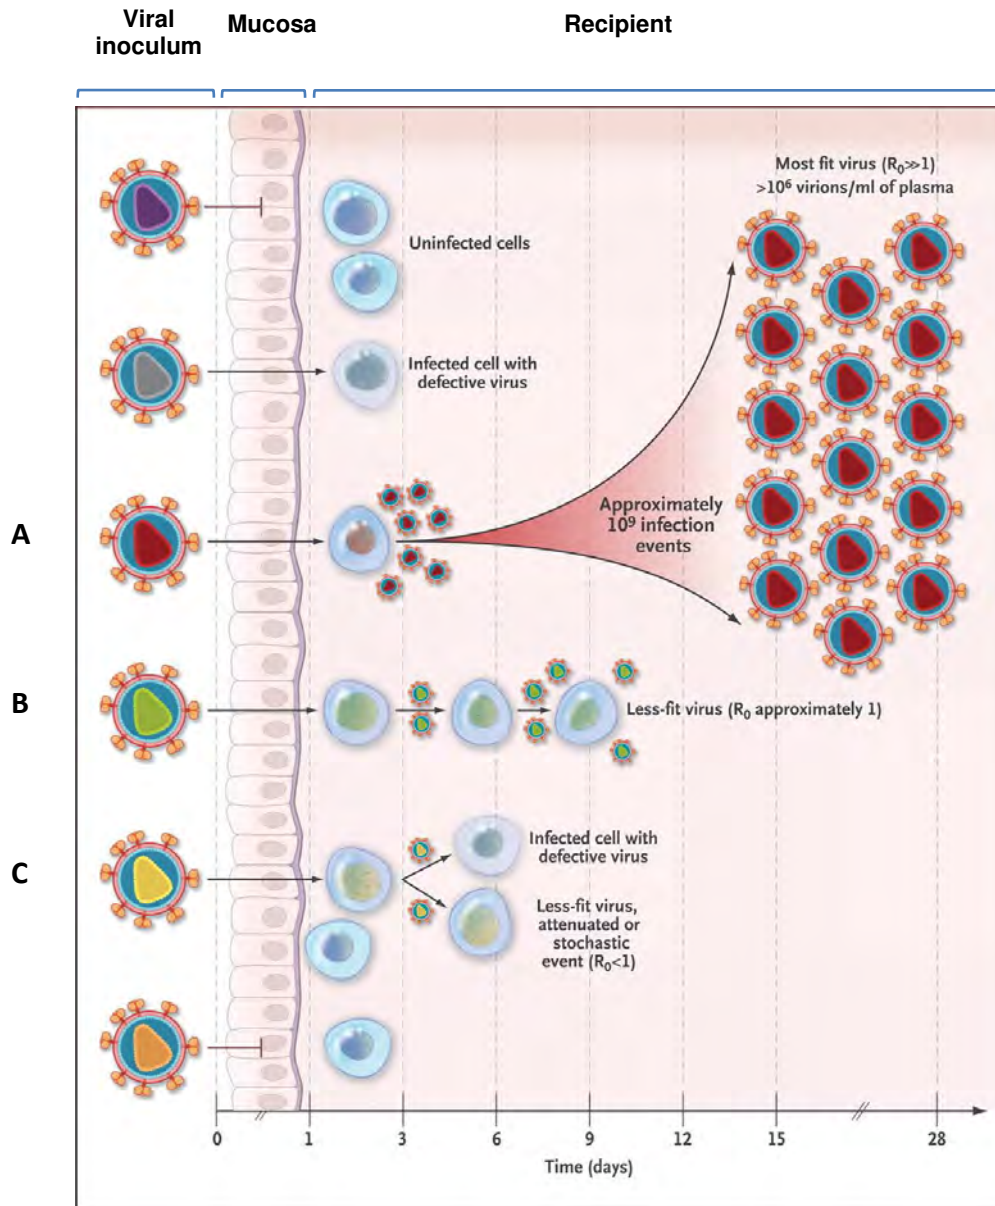 Viral
inoculum
Mucosa
Recipient
Most fit virus (R₀≫1)
>10⁶ virions/ml of plasma
Uninfected cells
Infected cell with
defective virus
A
Approximately
10⁹ infection
events
B
Less-fit virus (R₀ approximately 1)
C
Infected cell with
defective virus
Less-fit virus,
attenuated or
stochastic
event (R₀<1)
0 1 3 6 9 12 15 28
Time (days)